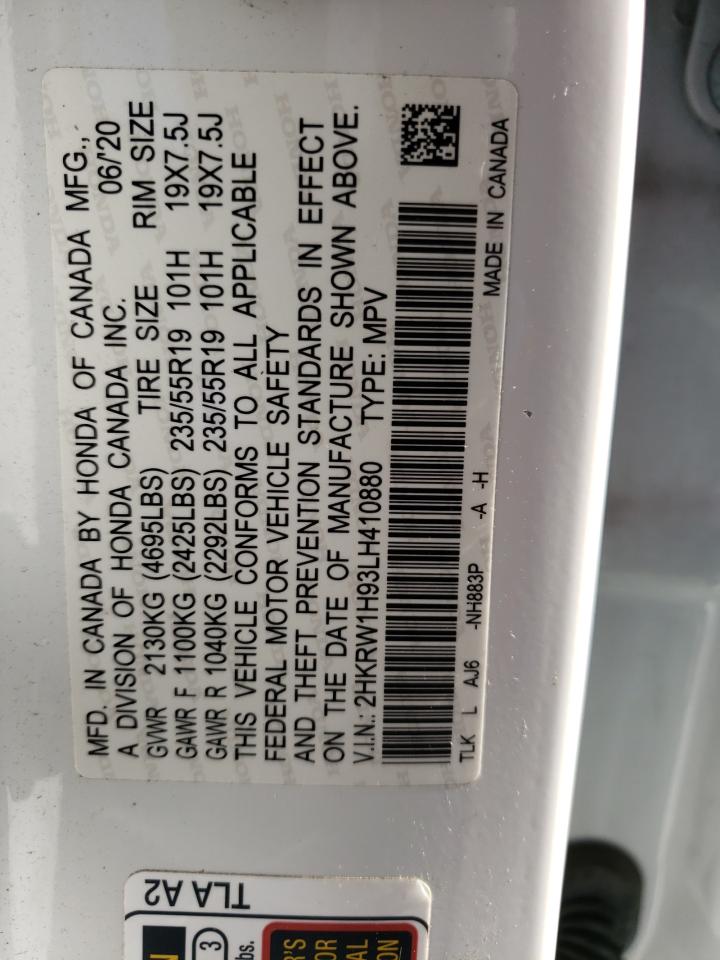 MFD. IN CANADA BY HONDA OF CANADA MFG.,
A DIVISION OF HONDA CANADA INC. 06/'20
GVWR 2130KG (4695LBS) TIRE SIZE RIM SIZE
GAWR F 1100KG (2425LBS) 235/55R19 101H 19X7.5J
GAWR R 1040KG (2292LBS) 235/55R19 101H 19X7.5J
THIS VEHICLE CONFORMS TO ALL APPLICABLE
FEDERAL MOTOR VEHICLE SAFETY
AND THEFT PREVENTION STANDARDS IN EFFECT
ON THE DATE OF MANUFACTURE SHOWN ABOVE.
V.I.N.: 2HKRW1H93LH410880 TYPE: MPV
TLK L AJ6 -NH883P -A -H MADE IN CANADA
TLA A2
3
lbs.